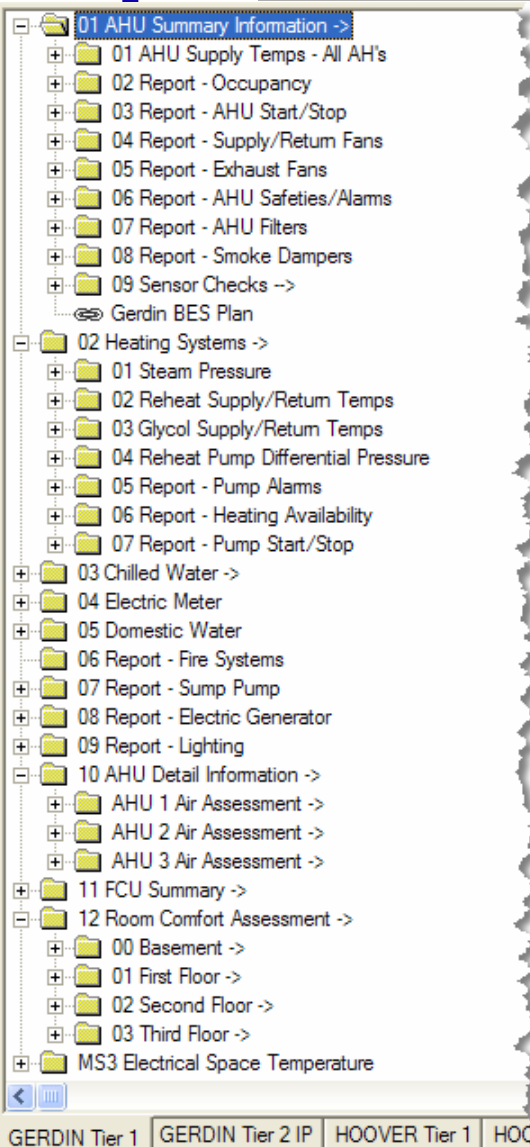 01 AHU Summary Information ->
01 AHU Supply Temps - All AH's
02 Report - Occupancy
03 Report - AHU Start/Stop
04 Report - Supply/Return Fans
05 Report - Exhaust Fans
06 Report - AHU Safeties/Alarms
07 Report - AHU Filters
08 Report - Smoke Dampers
09 Sensor Checks -->
Gerdin BES Plan
02 Heating Systems ->
01 Steam Pressure
02 Reheat Supply/Return Temps
03 Glycol Supply/Return Temps
04 Reheat Pump Differential Pressure
05 Report - Pump Alarms
06 Report - Heating Availability
07 Report - Pump Start/Stop
03 Chilled Water ->
04 Electric Meter
05 Domestic Water
06 Report - Fire Systems
07 Report - Sump Pump
08 Report - Electric Generator
09 Report - Lighting
10 AHU Detail Information ->
AHU 1 Air Assessment ->
AHU 2 Air Assessment ->
AHU 3 Air Assessment ->
11 FCU Summary ->
12 Room Comfort Assessment ->
00 Basement ->
01 First Floor ->
02 Second Floor ->
03 Third Floor ->
MS3 Electrical Space Temperature
GERDIN Tier 1 GERDIN Tier 2 IP HOOVER Tier 1